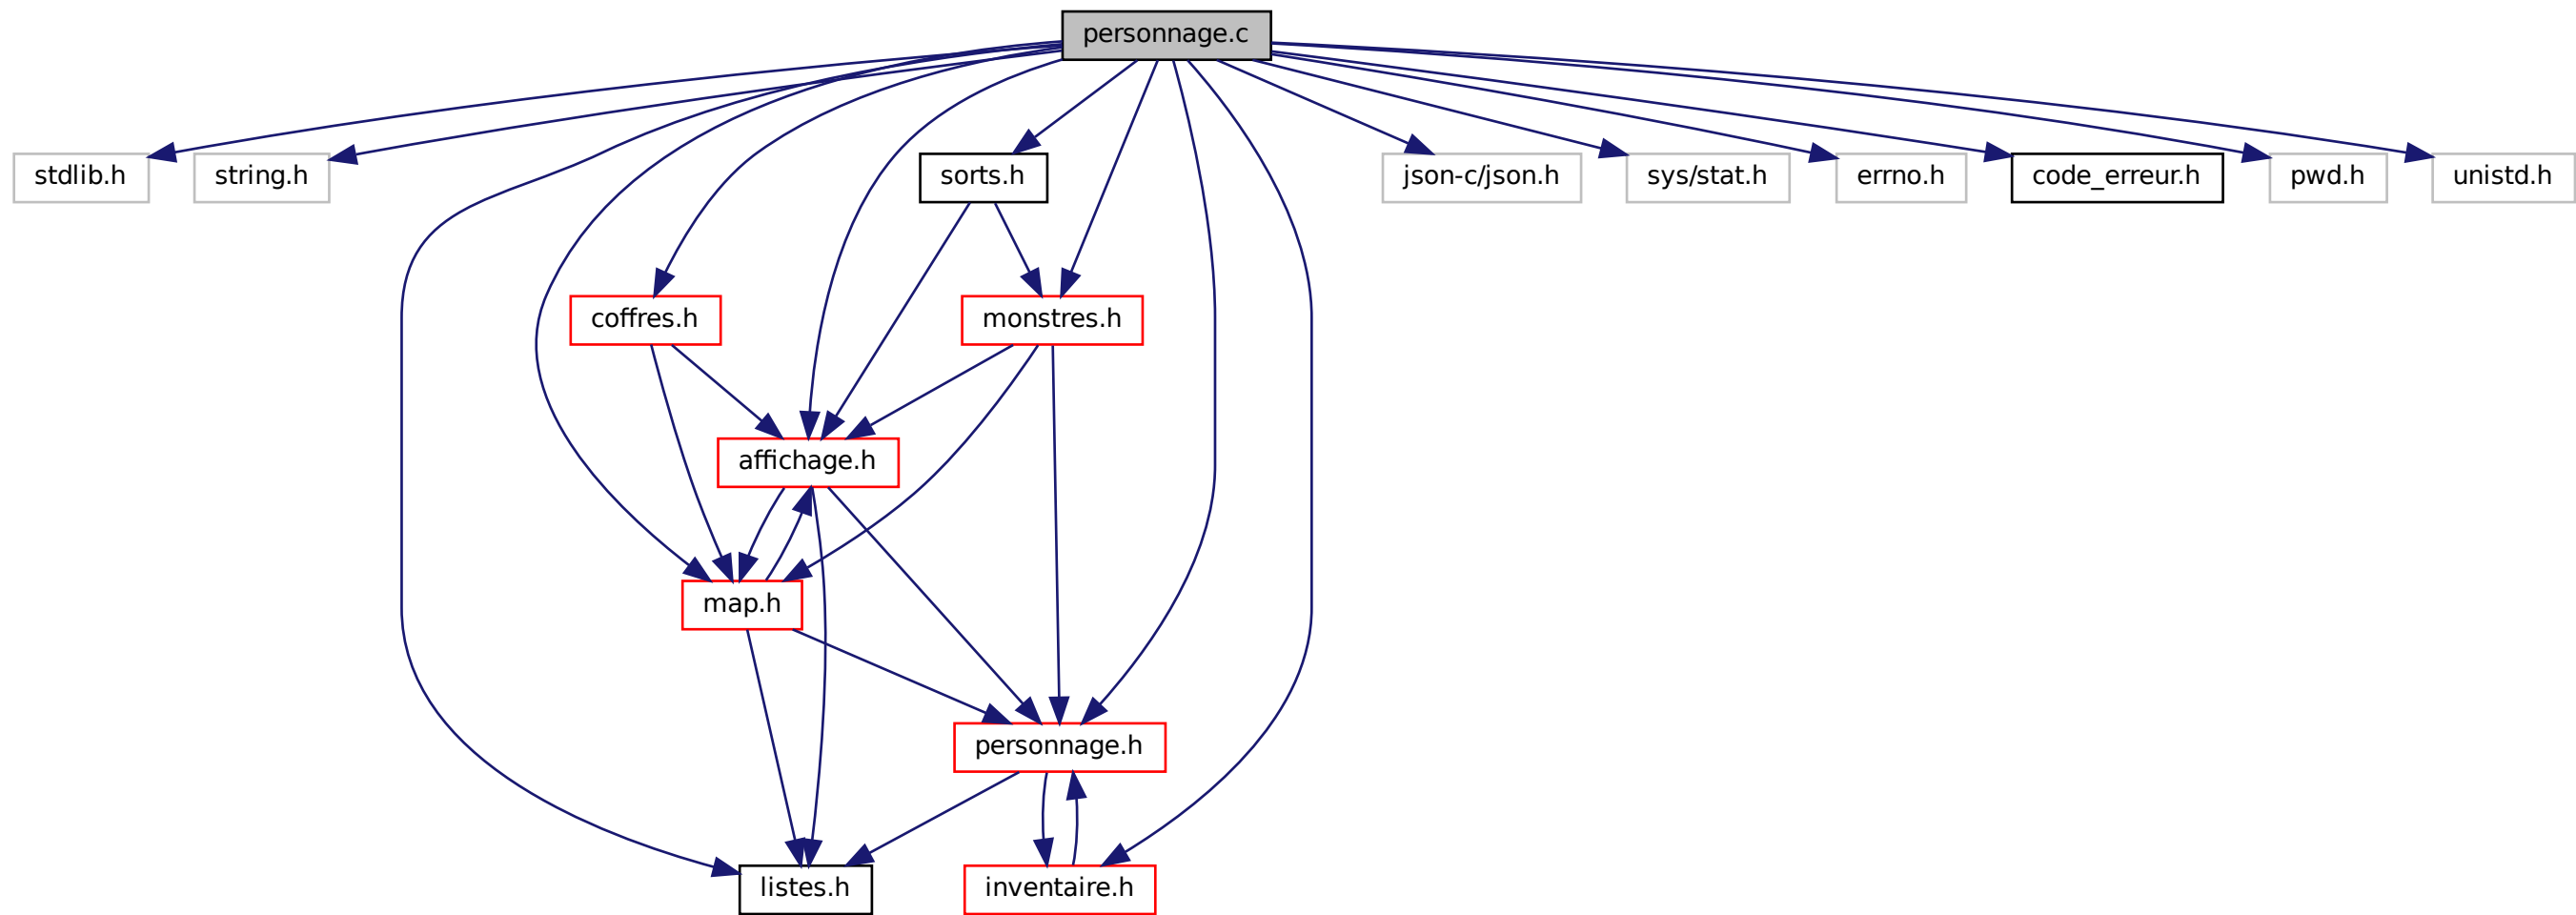 personnage.c
stdlib.h
string.h
sorts.h
json-c/json.h
sys/stat.h
errno.h
code_erreur.h
pwd.h
unistd.h
coffres.h
monstres.h
affichage.h
map.h
personnage.h
listes.h
inventaire.h